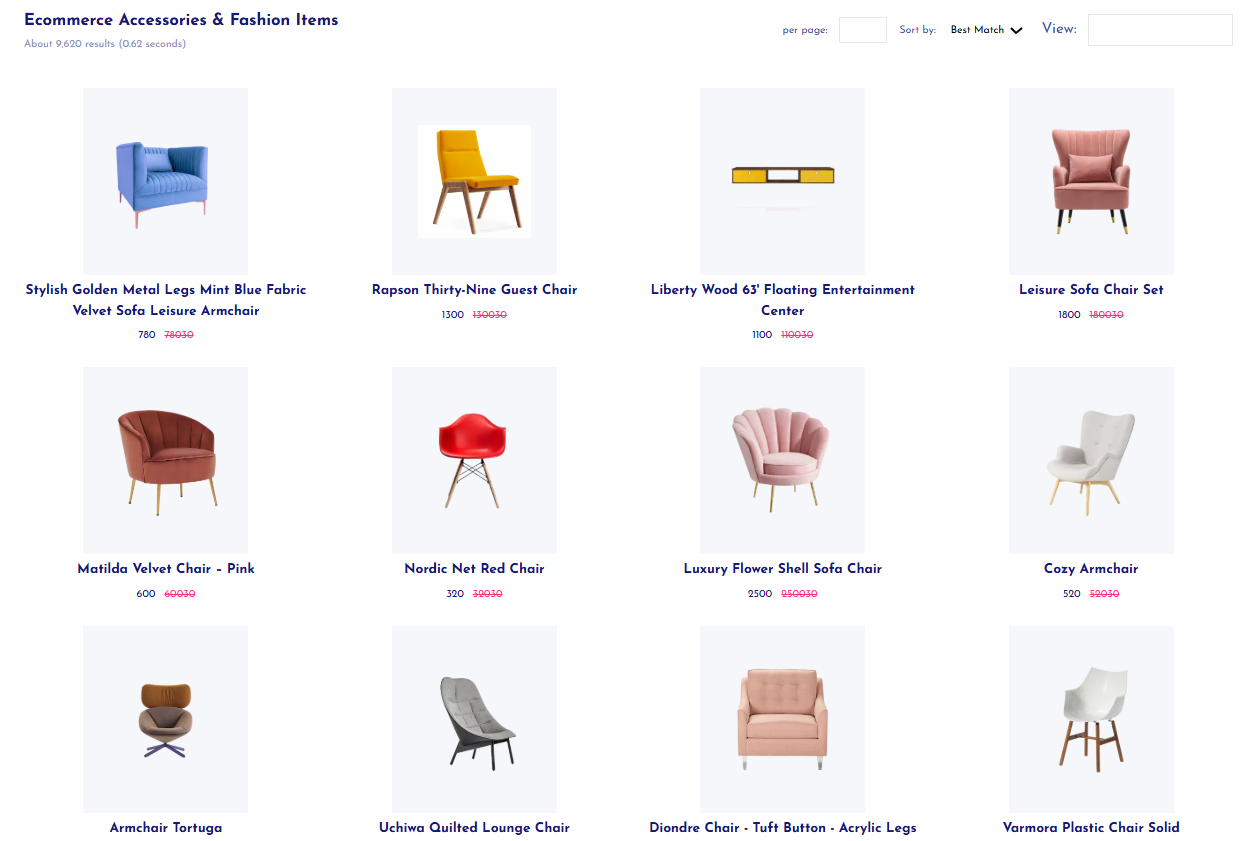 Ecommerce Accessories & Fashion Items
About 9,620 results (0.62 seconds)
per page:
Sort by:
Best Match
View:
Stylish Golden Metal Legs Mint Blue Fabric
Velvet Sofa Leisure Armchair
780 78030
Rapson Thirty-Nine Guest Chair
1300 130030
Liberty Wood 63' Floating Entertainment
Center
1100 110030
Leisure Sofa Chair Set
1800 180030
Matilda Velvet Chair – Pink
600 60030
Nordic Net Red Chair
320 32030
Luxury Flower Shell Sofa Chair
2500 250030
Cozy Armchair
520 52030
Armchair Tortuga
Uchiwa Quilted Lounge Chair
Diondre Chair - Tuft Button - Acrylic Legs
Varmora Plastic Chair Solid